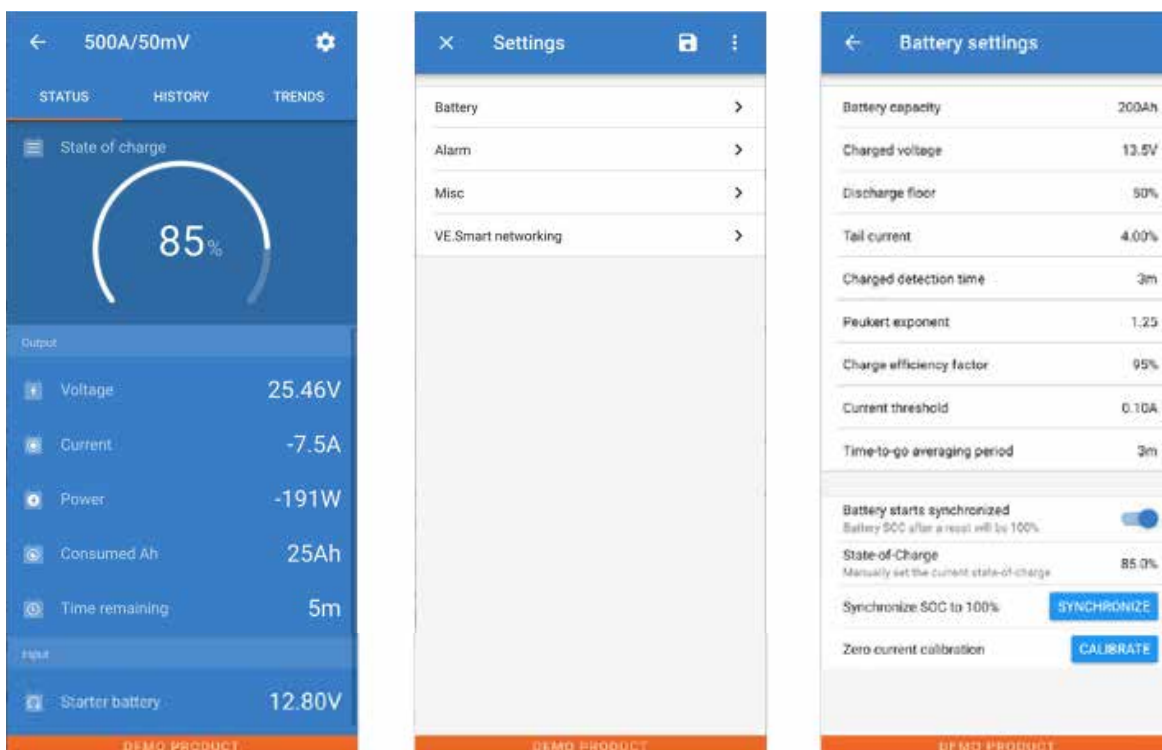 500A/50mV
STATUS HISTORY TRENDS
State of charge
85%
Output
Voltage 25.46V
Current -7.5A
Power -191W
Consumed Ah 25Ah
Time remaining 5m
Input
Starter battery 12.80V
DEMO PRODUCT
Settings
Battery
Alarm
Misc
VE.Smart networking
DEMO PRODUCT
Battery settings
Battery capacity 200Ah
Charged voltage 13.5V
Discharge floor 50%
Tail current 4.00%
Charged detection time 3m
Peukert exponent 1.25
Charge efficiency factor 95%
Current threshold 0.10A
Time-to-go averaging period 3m
Battery starts synchronized
Battery SOC after a reset will be 100%
State-of-Charge 85.0%
Manually set the current state-of-charge
Synchronize SOC to 100% SYNCHRONIZE
Zero current calibration CALIBRATE
DEMO PRODUCT